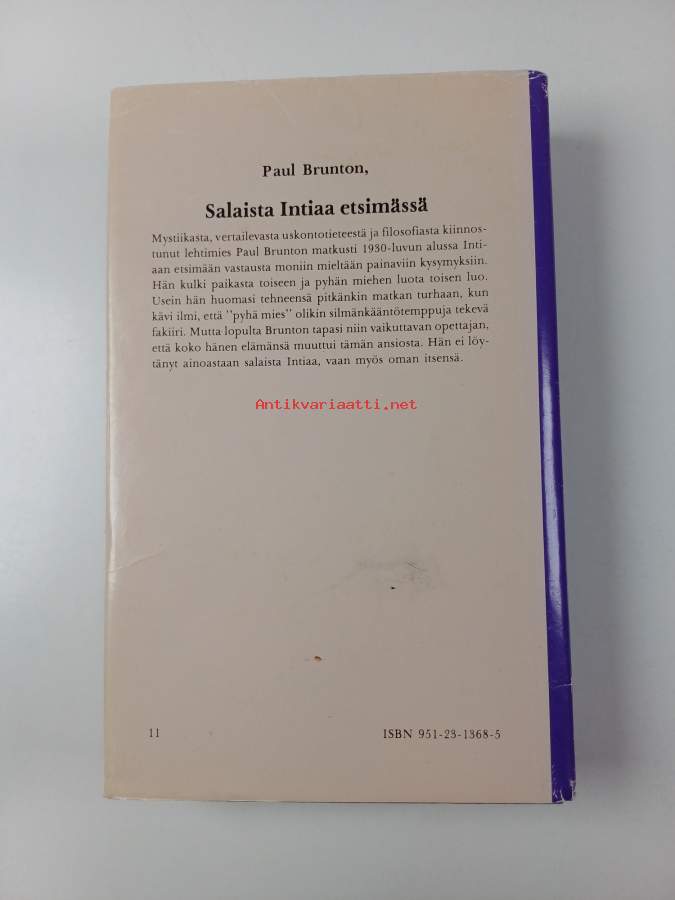 Paul Brunton,
Salaista Intiaa etsimässä
Mystiikasta, vertailevasta uskontotieteestä ja filosofiasta kiinnos-
tunut lehtimies Paul Brunton matkusti 1930-luvun alussa Inti-
aan etsimään vastausta moniin mieltään painaviin kysymyksiin.
Hän kulki paikasta toiseen ja pyhän miehen luota toisen luo.
Usein hän huomasi tehneensä pitkänkin matkan turhaan, kun
kävi ilmi, että "pyhä mies" olikin silmänkääntötemppuja tekevä
fakiiri. Mutta lopulta Brunton tapasi niin vaikuttavan opettajan,
että koko hänen elämänsä muuttui tämän ansiosta. Hän ei löy-
tänyt ainoastaan salaista Intiaa, vaan myös oman itsensä.
Antikvariaatti.net
11 ISBN 951-23-1368-5